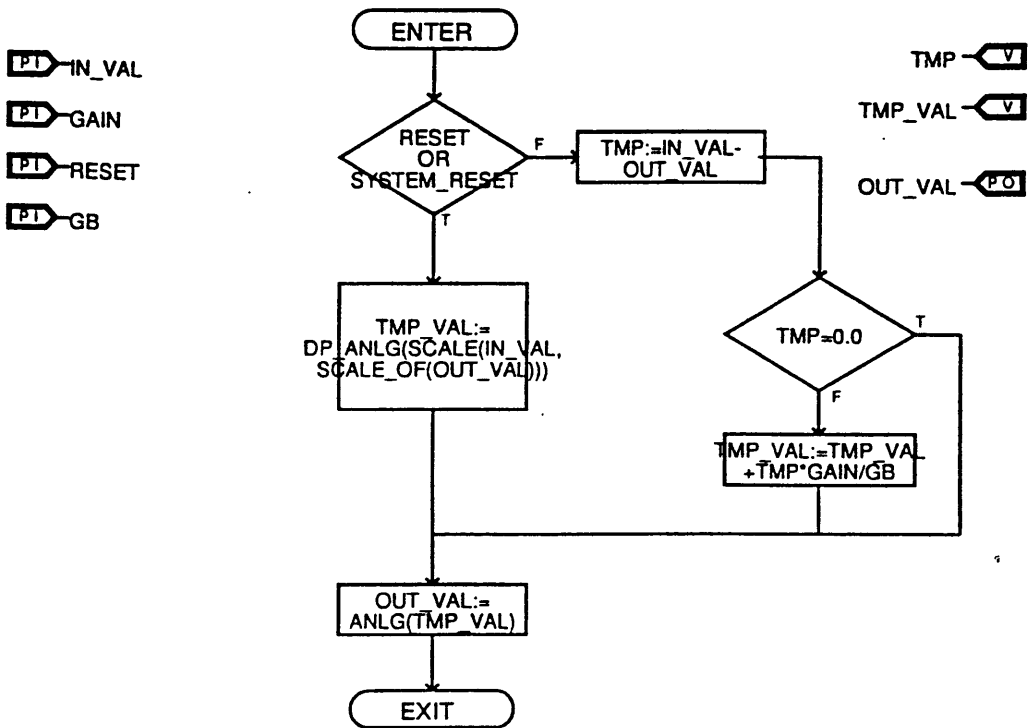 ENTER
PI IN_VAL
PI GAIN
PI RESET
PI GB
TMP V
TMP_VAL V
OUT_VAL PO
RESET
OR
SYSTEM_RESET
F
T
TMP:=IN_VAL-
OUT_VAL
TMP_VAL:=
DP_ANLG(SCALE(IN_VAL,
SCALE_OF(OUT_VAL)))
TMP=0.0
T
F
TMP_VAL:=TMP_VAL
+TMP*GAIN/GB
OUT_VAL:=
ANLG(TMP_VAL)
EXIT